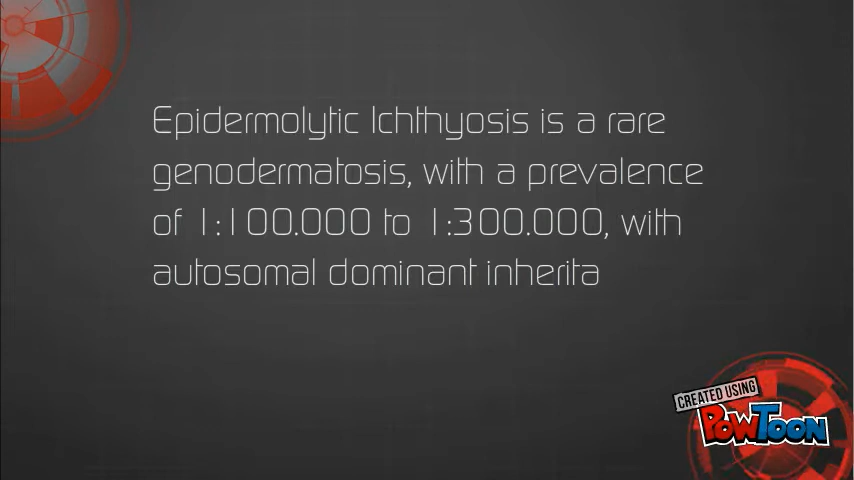 Epidermolytic Ichthyosis is a rare
genodermatosis, with a prevalence
of 1:100.000 to 1:300.000, with
autosomal dominant inherita
CREATED USING
POWTOON